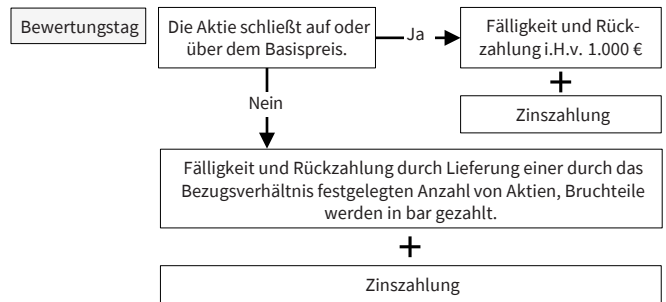 Bewertungstag
Die Aktie schließt auf oder
über dem Basispreis.
Ja
Fälligkeit und Rück-
zahlung i.H.v. 1.000 €
+
Zinszahlung
Nein
Fälligkeit und Rückzahlung durch Lieferung einer durch das
Bezugsverhältnis festgelegten Anzahl von Aktien, Bruchteile
werden in bar gezahlt.
+
Zinszahlung